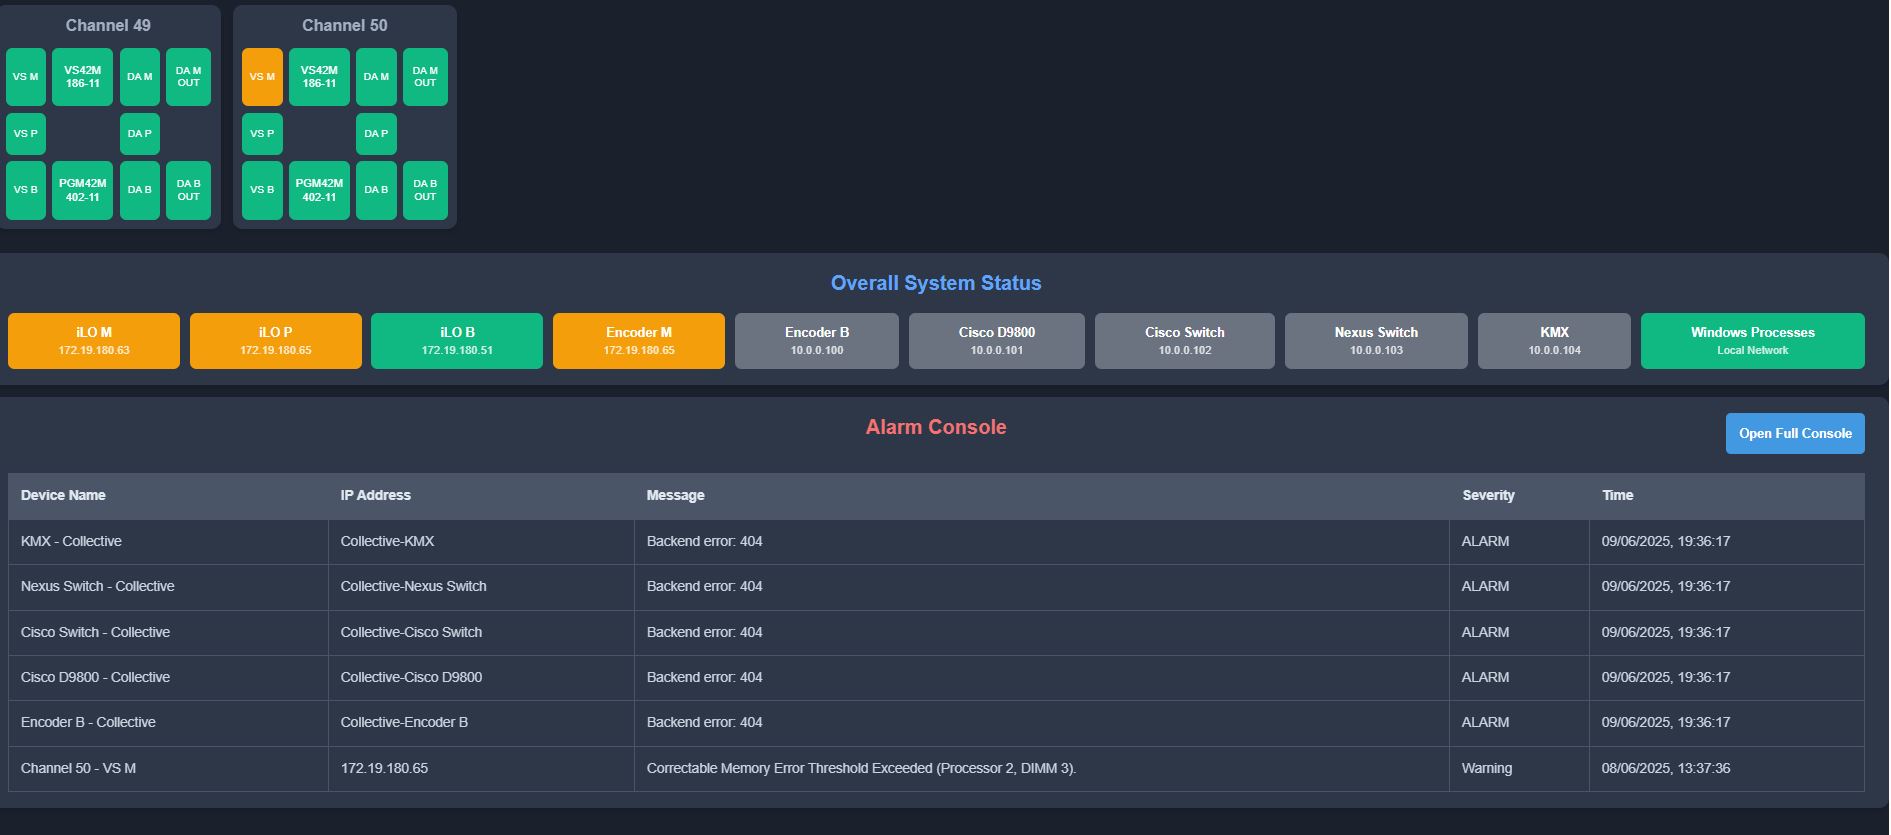 Channel 49
VS M
VS42M
186-11
DA M
DA M
OUT
VS P
DA P
VS B
PGM42M
402-11
DA B
DA B
OUT
Channel 50
VS M
VS42M
186-11
DA M
DA M
OUT
VS P
DA P
VS B
PGM42M
402-11
DA B
DA B
OUT
Overall System Status
iLO M
172.19.180.63
iLO P
172.19.180.65
iLO B
172.19.180.51
Encoder M
172.19.180.65
Encoder B
10.0.0.100
Cisco D9800
10.0.0.101
Cisco Switch
10.0.0.102
Nexus Switch
10.0.0.103
KMX
10.0.0.104
Windows Processes
Local Network
Alarm Console
Open Full Console
Device Name IP Address Message Severity Time
KMX - Collective Collective-KMX Backend error: 404 ALARM 09/06/2025, 19:36:17
Nexus Switch - Collective Collective-Nexus Switch Backend error: 404 ALARM 09/06/2025, 19:36:17
Cisco Switch - Collective Collective-Cisco Switch Backend error: 404 ALARM 09/06/2025, 19:36:17
Cisco D9800 - Collective Collective-Cisco D9800 Backend error: 404 ALARM 09/06/2025, 19:36:17
Encoder B - Collective Collective-Encoder B Backend error: 404 ALARM 09/06/2025, 19:36:17
Channel 50 - VS M 172.19.180.65 Correctable Memory Error Threshold Exceeded (Processor 2, DIMM 3). Warning 08/06/2025, 13:37:36